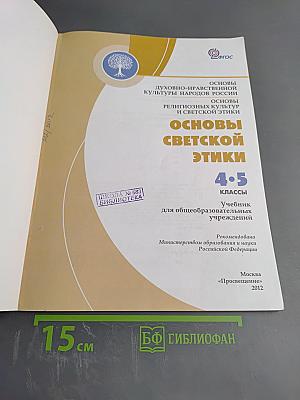 ФГОС
ОСНОВЫ
ДУХОВНО-НРАВСТВЕННОЙ
КУЛЬТУРЫ НАРОДОВ РОССИИ
ОСНОВЫ
РЕЛИГИОЗНЫХ КУЛЬТУР
И СВЕТСКОЙ ЭТИКИ
ОСНОВЫ
СВЕТСКОЙ
ЭТИКИ
4•5
КЛАССЫ
БИБЛИОТЕКА
Учебник
для общеобразовательных
учреждений
Рекомендовано
Министерством образования и науки
Российской Федерации
Москва
«Просвещение»
2012
15 см
БФ БИБЛИОФАН